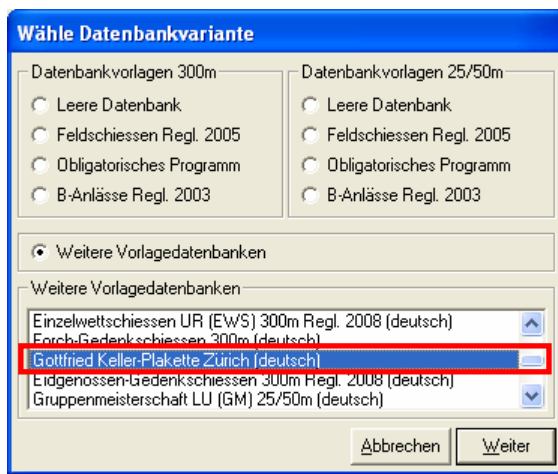 Wähle Datenbankvariante
Datenbankvorlagen 300m
Leere Datenbank
Feldschiessen Regl. 2005
Obligatorisches Programm
B-Anlässe Regl. 2003
Datenbankvorlagen 25/50m
Leere Datenbank
Feldschiessen Regl. 2005
Obligatorisches Programm
B-Anlässe Regl. 2003
Weitere Vorlagedatenbanken
Weitere Vorlagedatenbanken
Einzelwettschiessen UR (EWS) 300m Regl. 2008 (deutsch)
Forch-Gedenkschiessen 300m (deutsch)
Gottfried Keller-Plakette Zürich (deutsch)
Eidgenossen-Gedenkschiessen 300m Regl. 2008 (deutsch)
Gruppenmeisterschaft LU (GM) 25/50m (deutsch)
Abbrechen
Weiter